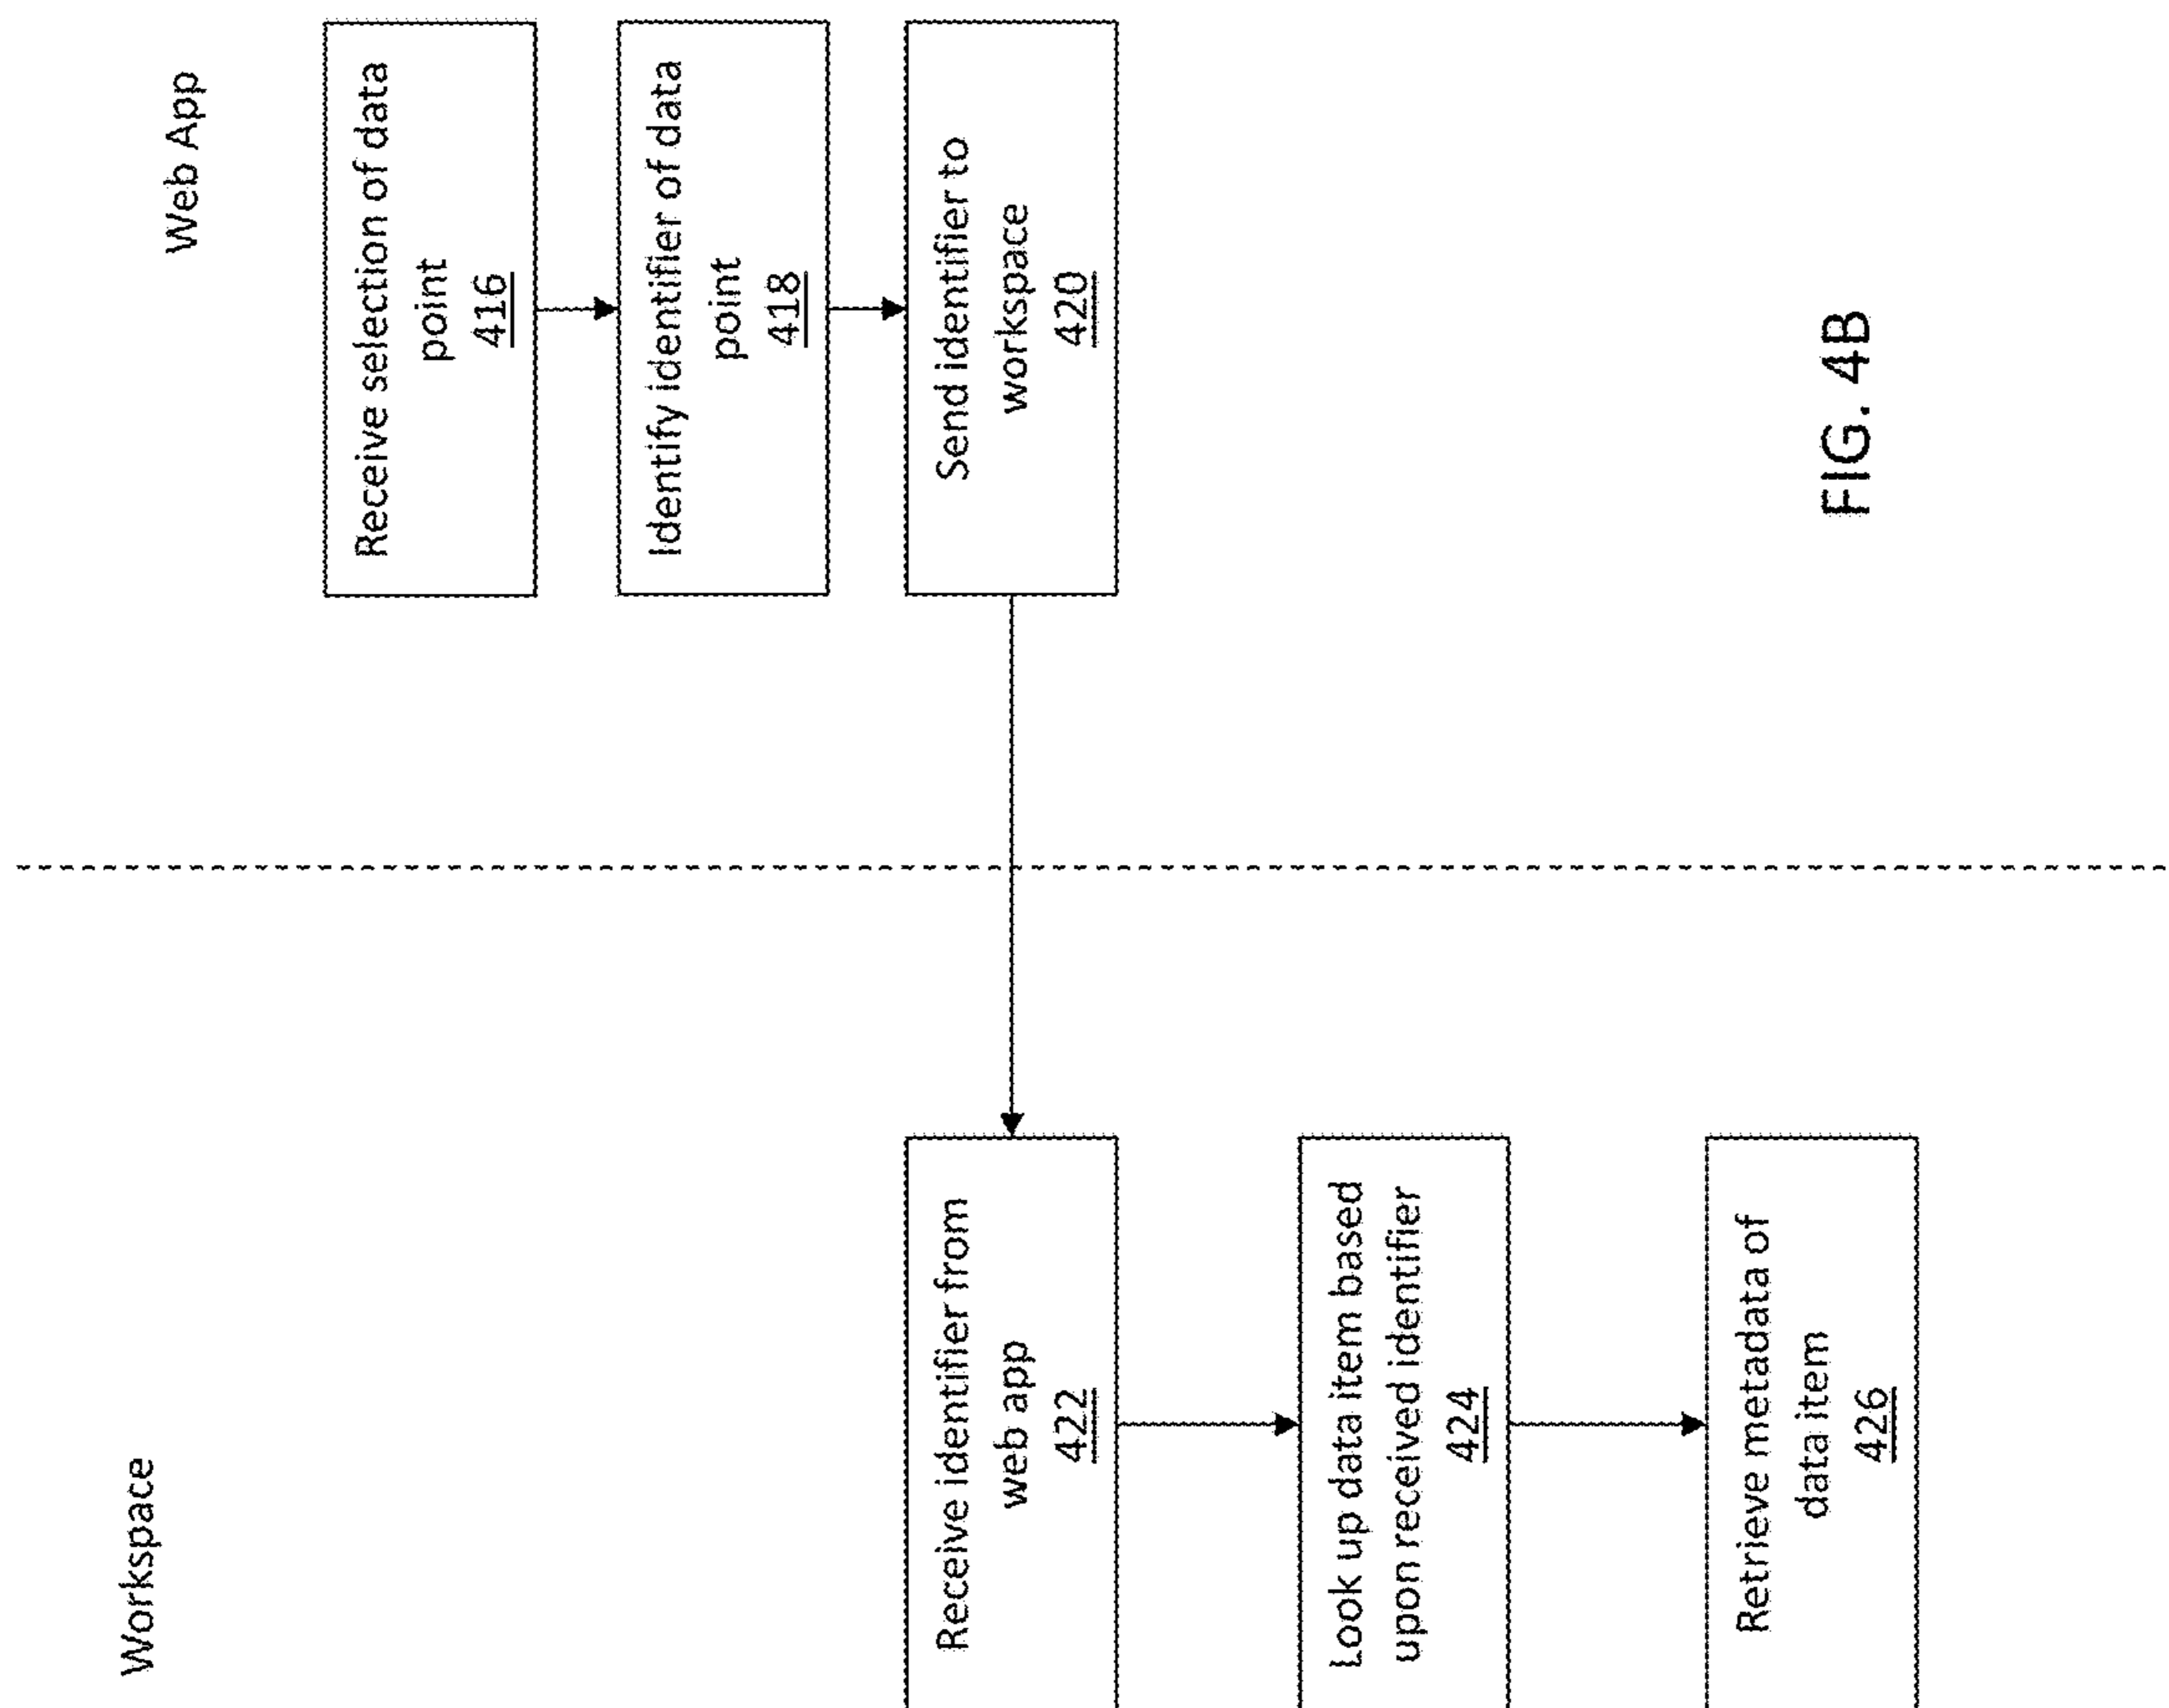 Workspace
Web App
Receive selection of data
point
416
Identify identifier of data
point
418
Send identifier to
workspace
420
Receive identifier from
web app
422
Look up data item based
upon received identifier
424
Retrieve metadata of
data item
426
FIG. 4B